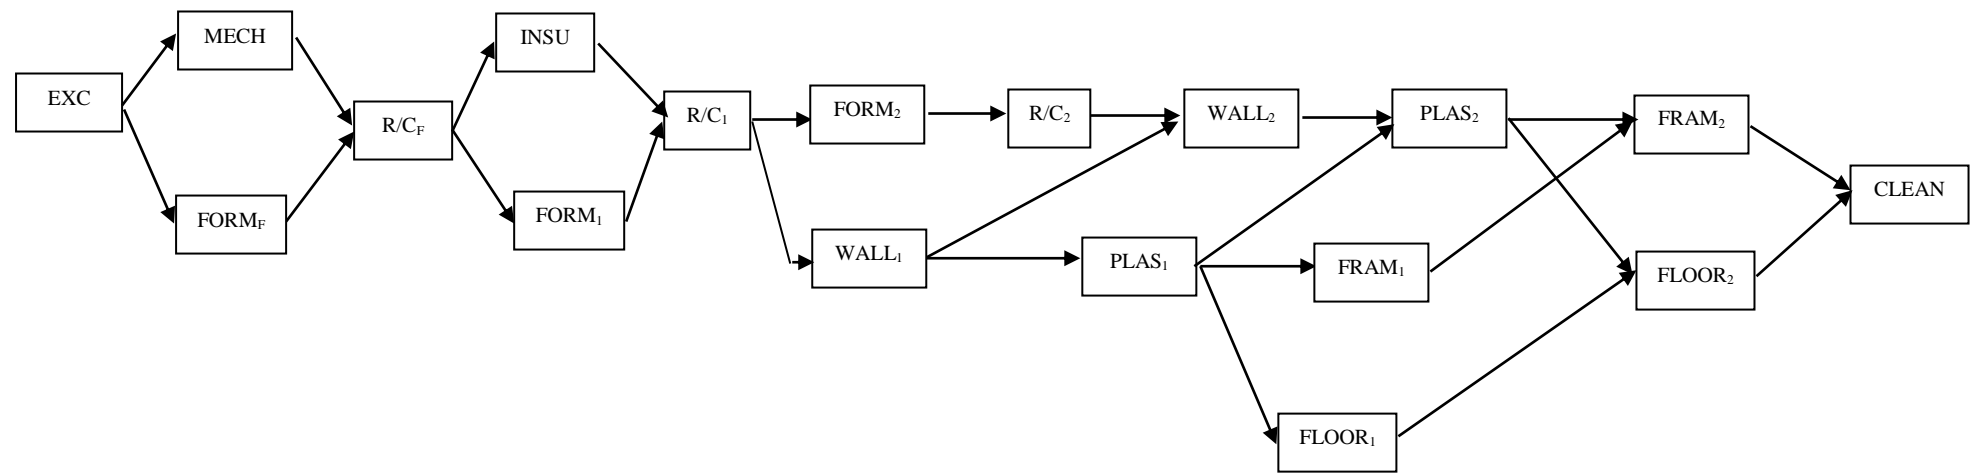 EXC
MECH
FORM_F
R/C_F
INSU
FORM₁
R/C₁
FORM₂
R/C₂
WALL₁
WALL₂
PLAS₁
PLAS₂
FRAM₁
FLOOR₁
FRAM₂
FLOOR₂
CLEAN